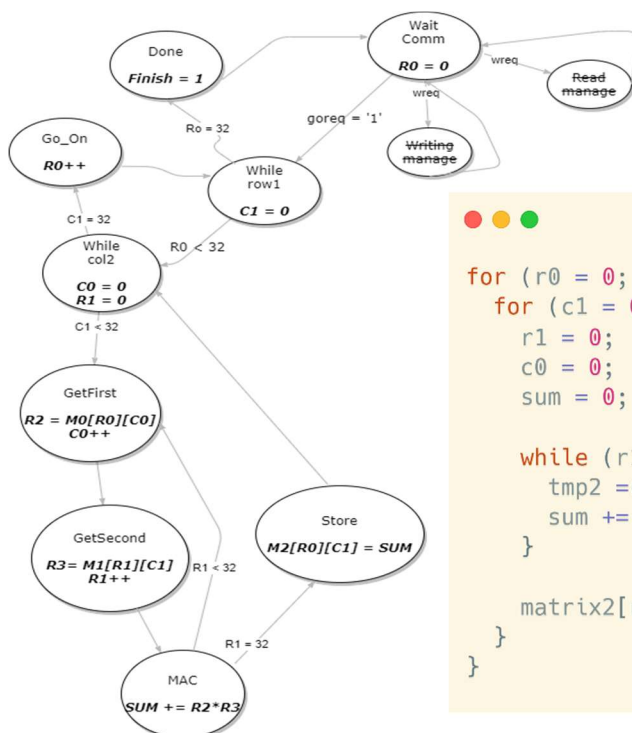 Wait
Comm
R0 = 0
Done
Finish = 1
wreq
Read
manage
wreq
Writing
manage
goreq = '1'
Ro = 32
Go_On
R0++
While
row1
C1 = 0
C1 = 32
R0 < 32
While
col2
C0 = 0
R1 = 0
C1 < 32
GetFirst
R2 = M0[R0][C0]
C0++
GetSecond
R3= M1[R1][C1]
R1++
R1 < 32
Store
M2[R0][C1] = SUM
R1 = 32
MAC
SUM += R2*R3
for (r0 = 0;
for (c1 =
r1 = 0;
c0 = 0;
sum = 0;
while (
tmp2 =
sum +=
}
matrix2[
}
}